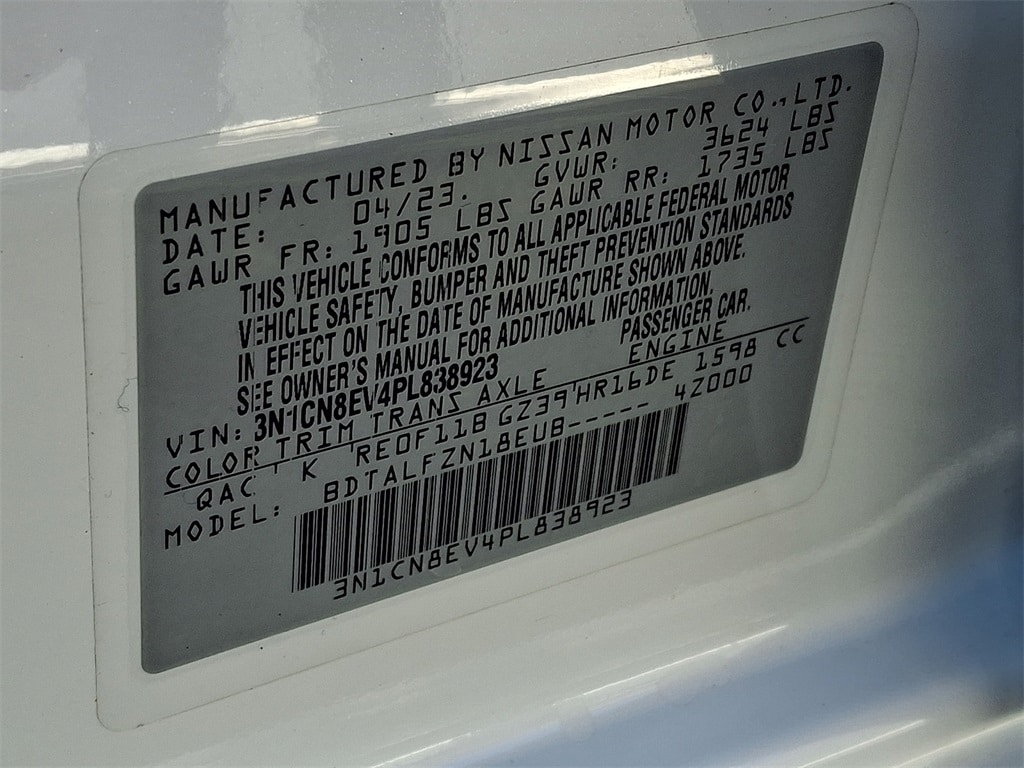 MANUFACTURED BY NISSAN MOTOR CO., LTD.
DATE: 04/23. GVWR: 3624 LBS
GAWR FR: 1905 LBS GAWR RR: 1735 LBS
THIS VEHICLE CONFORMS TO ALL APPLICABLE FEDERAL MOTOR
VEHICLE SAFETY, BUMPER AND THEFT PREVENTION STANDARDS
IN EFFECT ON THE DATE OF MANUFACTURE SHOWN ABOVE.
SEE OWNER'S MANUAL FOR ADDITIONAL INFORMATION.
VIN: 3N1CN8EV4PL838923 PASSENGER CAR.
COLOR TRIM TRANS AXLE ENGINE
QAC K RE0F11B GZ39 HR16DE 1598 CC
MODEL: BDTALFZN18EUB----- 4Z000
3N1CN8EV4PL838923